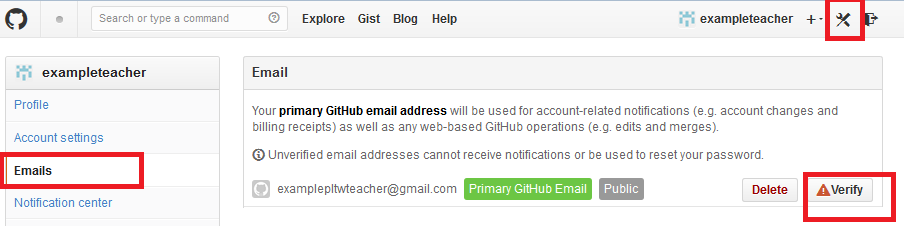 Search or type a command
Explore Gist Blog Help
exampleteacher
exampleteacher
Profile
Account settings
Emails
Notification center
Email
Your primary GitHub email address will be used for account-related notifications (e.g. account changes and
billing receipts) as well as any web-based GitHub operations (e.g. edits and merges).
Unverified email addresses cannot receive notifications or be used to reset your password.
examplepltwteacher@gmail.com Primary GitHub Email Public Delete Verify